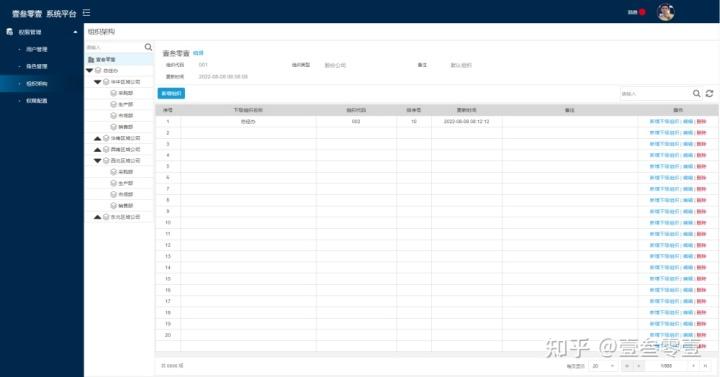 壹叁零壹 系统平台
消息
权限管理
用户管理
角色管理
组织架构
权限配置
组织架构
请输入
壹叁零壹
总经办
华中区域公司
采购部
生产部
市场部
销售部
华南区域公司
西南区域公司
西北区域公司
采购部
生产部
市场部
销售部
东北区域公司
壹叁零壹 编辑
组织代码 001 组织类型 股份公司 备注 默认组织
更新时间 2022-08-08 08:08:08
新增组织 请输入
序号 下级组织名称 组织代码 排序号 更新时间 备注 操作
1 总经办 002 10 2022-08-08 08:12:12 新增下级组织 | 编辑 | 删除
2 新增下级组织 | 编辑 | 删除
3 新增下级组织 | 编辑 | 删除
4 新增下级组织 | 编辑 | 删除
5 新增下级组织 | 编辑 | 删除
6 新增下级组织 | 编辑 | 删除
7 新增下级组织 | 编辑 | 删除
8 新增下级组织 | 编辑 | 删除
9 新增下级组织 | 编辑 | 删除
10 新增下级组织 | 编辑 | 删除
11 新增下级组织 | 编辑 | 删除
12 新增下级组织 | 编辑 | 删除
13 新增下级组织 | 编辑 | 删除
14 新增下级组织 | 编辑 | 删除
15 新增下级组织 | 编辑 | 删除
16 新增下级组织 | 编辑 | 删除
17 新增下级组织 | 编辑 | 删除
18 新增下级组织 | 编辑 | 删除
19 新增下级组织 | 编辑 | 删除
20 新增下级组织 | 编辑 | 删除
新增下级组织 | 编辑 | 删除
知乎 @壹叁零壹
每页显示 20